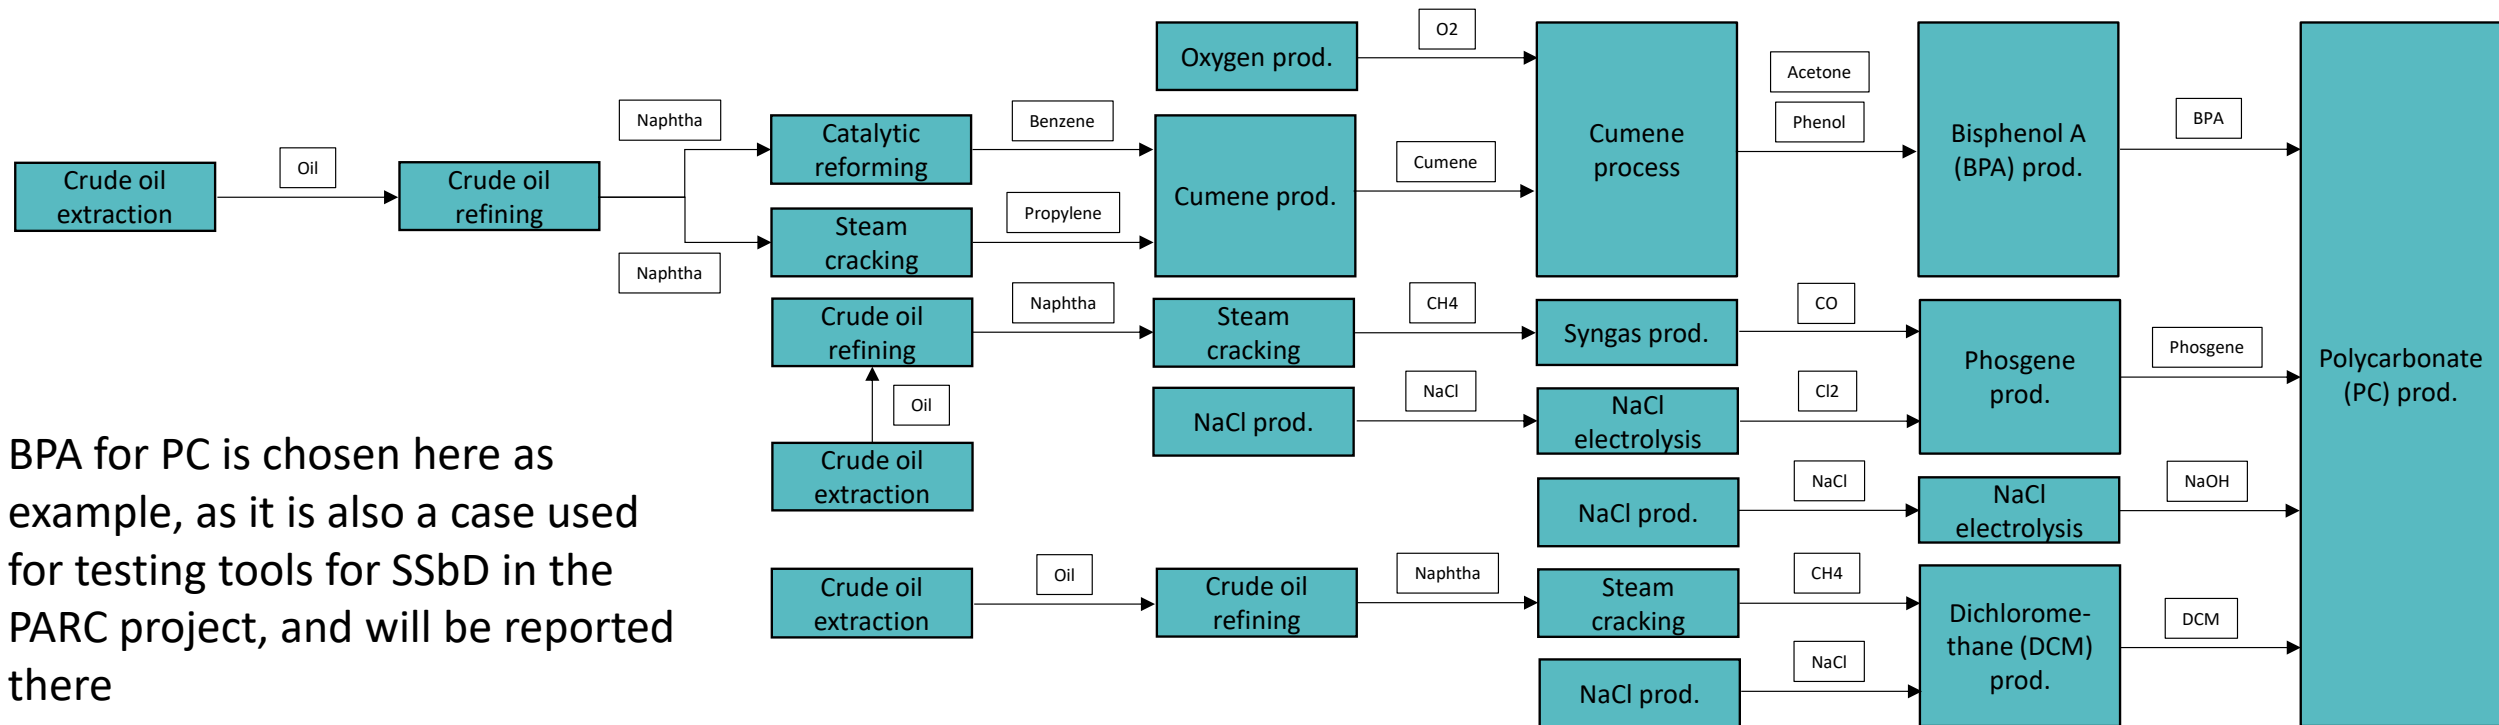 O2
Oxygen prod.
Acetone
Naphtha
Benzene
Phenol
BPA
Catalytic
reforming
Cumene
process
Bisphenol A
(BPA) prod.
Oil
Cumene
Crude oil
extraction
Crude oil
refining
Cumene prod.
Propylene
Steam
cracking
Naphtha
Naphtha
CH4
CO
Crude oil
refining
Steam
cracking
Syngas prod.
Phosgene
Phosgene
prod.
Polycarbonate
(PC) prod.
Oil
NaCl
Cl2
NaCl prod.
NaCl
electrolysis
Crude oil
extraction
NaCl
NaOH
NaCl prod.
NaCl
electrolysis
BPA for PC is chosen here as
example, as it is also a case used
for testing tools for SSbD in the
PARC project, and will be reported
there
Oil
Naphtha
CH4
Crude oil
extraction
Crude oil
refining
Steam
cracking
Dichlorome-
thane (DCM)
prod.
DCM
NaCl
NaCl prod.